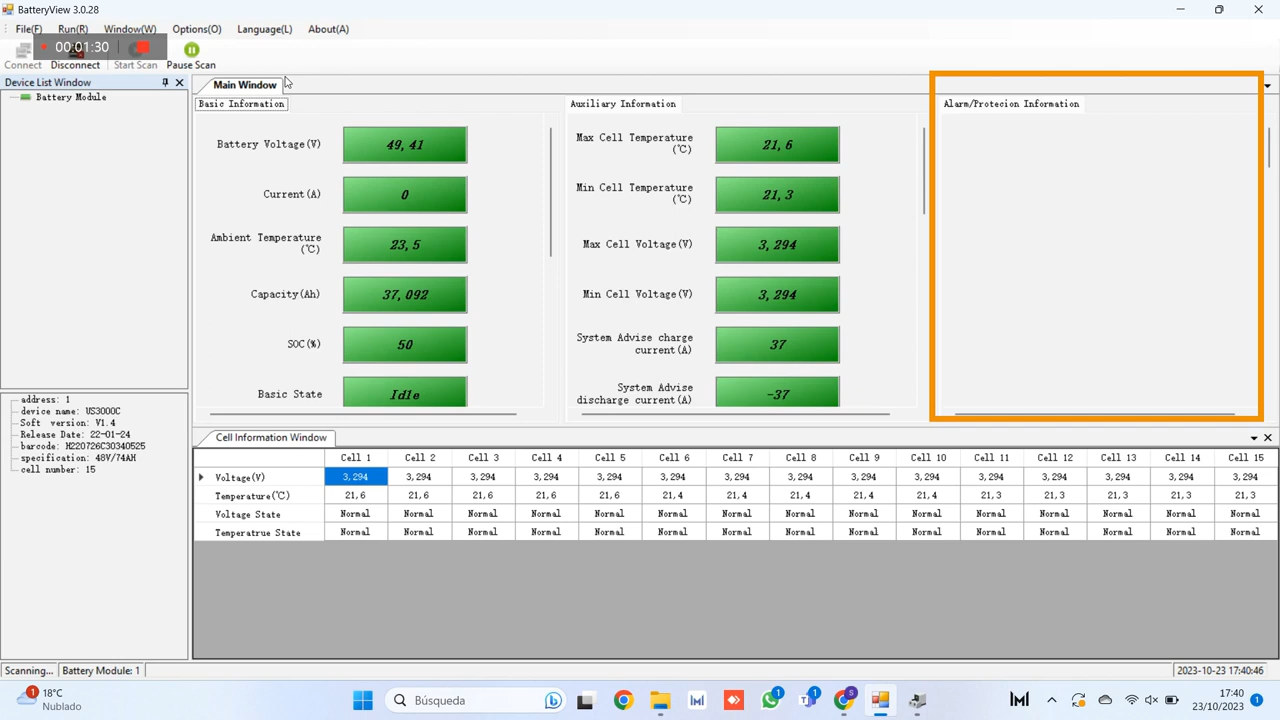 BatteryView 3.0.28
File(F) Run(R) Window(W) Options(O) Language(L) About(A)
00:01:30
Connect Disconnect Start Scan Pause Scan
Device List Window
Battery Module
Main Window
Basic Information
Battery Voltage(V) 49,41
Current(A) 0
Ambient Temperature (℃) 23,5
Capacity(Ah) 37,092
SOC(%) 50
Basic State Idle
Auxiliary Information
Max Cell Temperature (℃) 21,6
Min Cell Temperature (℃) 21,3
Max Cell Voltage(V) 3,294
Min Cell Voltage(V) 3,294
System Advise charge current(A) 37
System Advise discharge current(A) -37
Alarm/Protecion Information
address: 1
device name: US3000C
Soft version: V1.4
Release Date: 22-01-24
barcode: H220726C30340525
specification: 48V/74AH
cell number: 15
Cell Information Window
Cell 1 Cell 2 Cell 3 Cell 4 Cell 5 Cell 6 Cell 7 Cell 8 Cell 9 Cell 10 Cell 11 Cell 12 Cell 13 Cell 14 Cell 15
Voltage(V) 3,294 3,294 3,294 3,294 3,294 3,294 3,294 3,294 3,294 3,294 3,294 3,294 3,294 3,294 3,294
Temperature(℃) 21,6 21,6 21,6 21,6 21,6 21,4 21,4 21,4 21,4 21,4 21,3 21,3 21,3 21,3 21,3
Voltage State Normal Normal Normal Normal Normal Normal Normal Normal Normal Normal Normal Normal Normal Normal Normal
Temperatrue State Normal Normal Normal Normal Normal Normal Normal Normal Normal Normal Normal Normal Normal Normal Normal
Scanning... Battery Module: 1 2023-10-23 17:40:46
1
18°C
Nublado
Búsqueda
1
1
S
17:40
23/10/2023
1